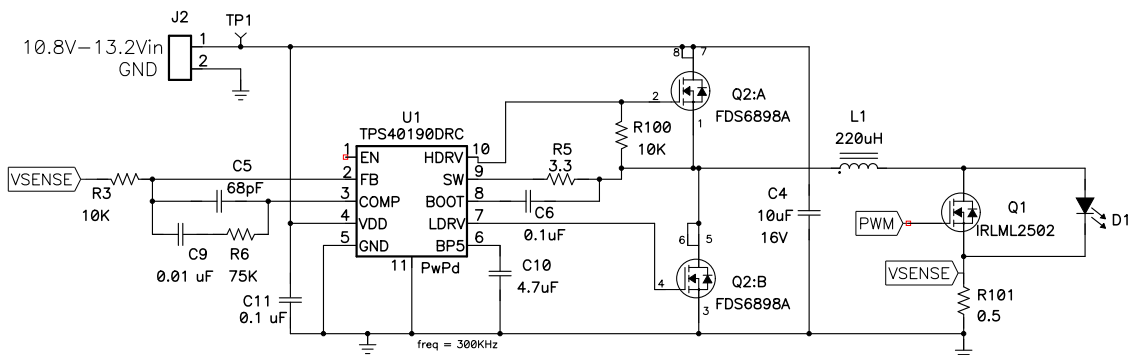 J2
TP1
10.8V-13.2Vin
1
GND
2
8
7
Q2:A
FDS6898A
2
1
U1
TPS40190DRC
1
EN
HDRV
10
2
FB
SW
9
3
COMP
BOOT
8
4
VDD
LDRV
7
5
GND
BP5
6
11
PwPd
R100
10K
R5
3.3
L1
220uH
VSENSE
R3
10K
C5
68pF
C9
0.01 uF
R6
75K
C6
0.1uF
C4
10uF
16V
PWM
Q1
IRLML2502
D1
VSENSE
R101
0.5
6
5
4
3
Q2:B
FDS6898A
C10
4.7uF
C11
0.1 uF
freq = 300KHz